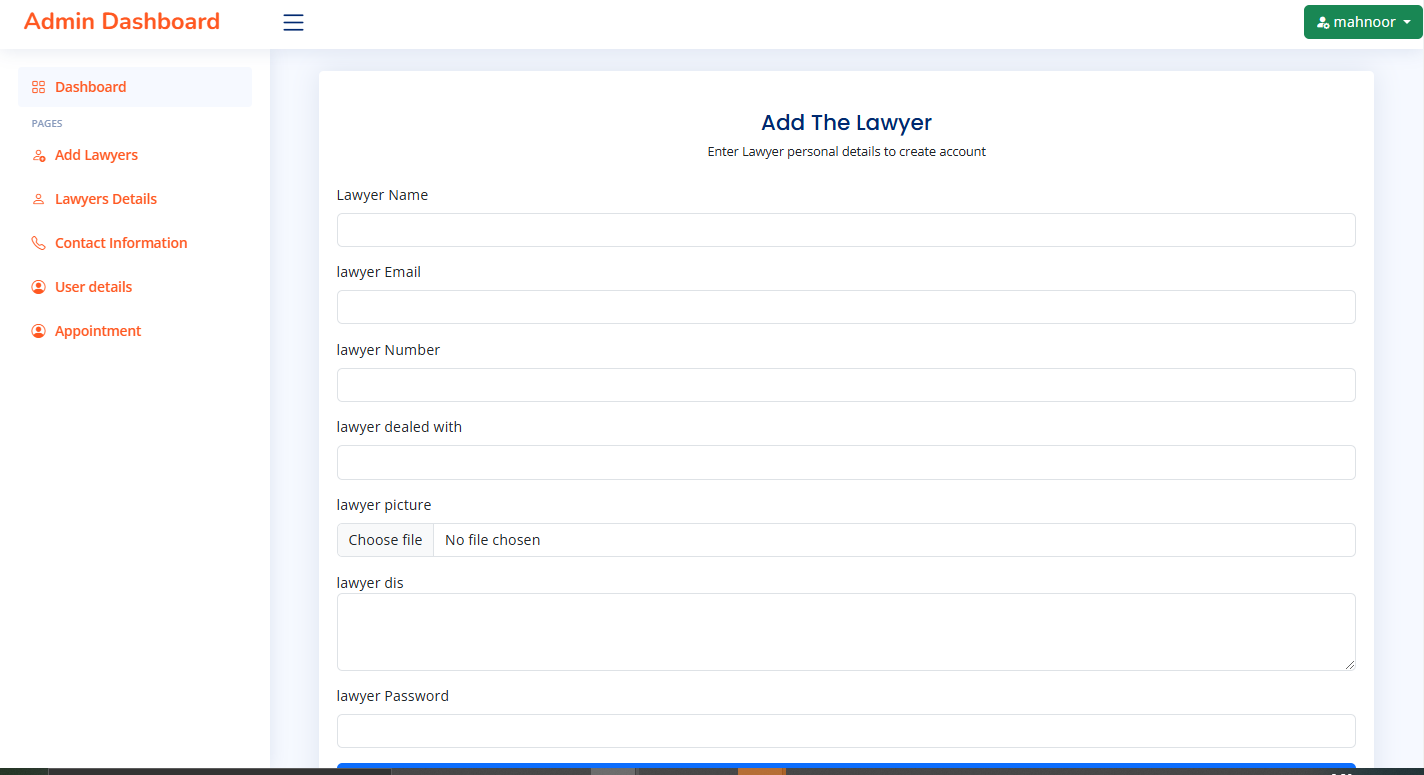 Admin Dashboard
mahnoor
Dashboard
PAGES
Add Lawyers
Lawyers Details
Contact Information
User details
Appointment
Add The Lawyer
Enter Lawyer personal details to create account
Lawyer Name
lawyer Email
lawyer Number
lawyer dealed with
lawyer picture
Choose file No file chosen
lawyer dis
lawyer Password